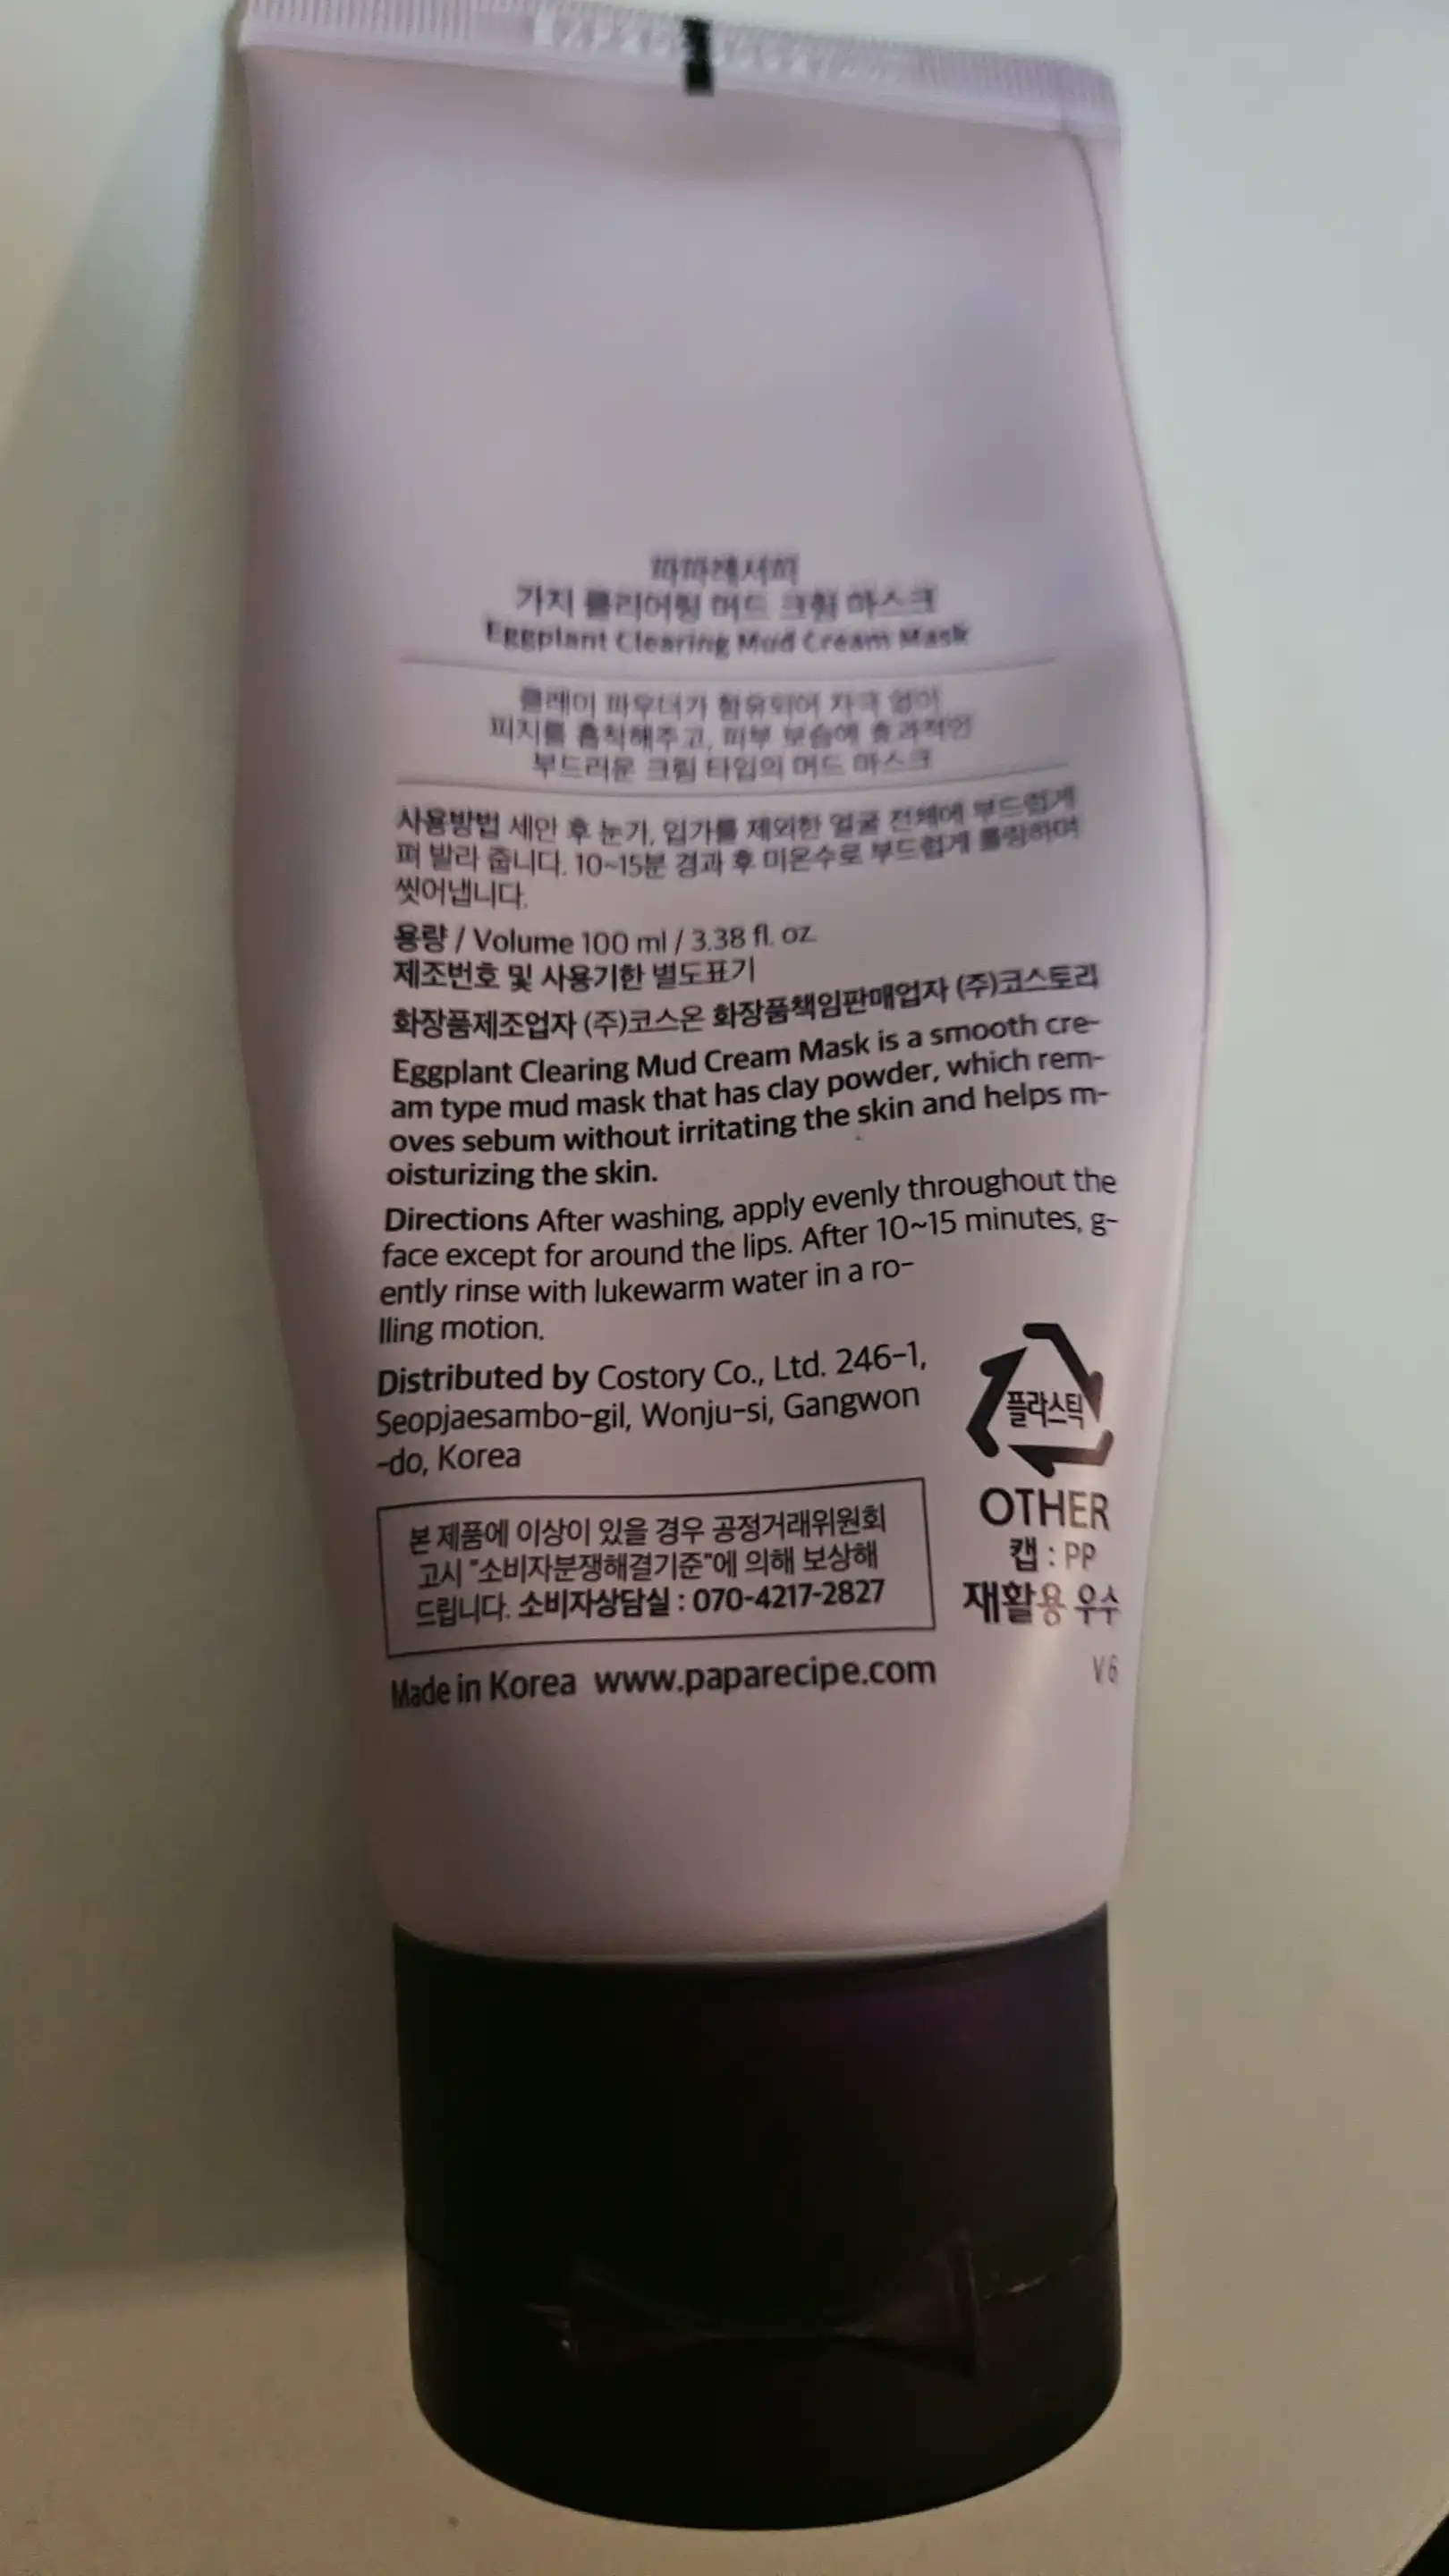 파파레서피
가지 클리어링 머드 크림 마스크
Eggplant Clearing Mud Cream Mask
클레이 파우더가 함유되어 자극 없이
피지를 흡착해주고, 피부 보습에 효과적인
부드러운 크림 타입의 머드 마스크
사용방법 세안 후 눈가, 입가를 제외한 얼굴 전체에 부드럽게
펴 발라 줍니다. 10~15분 경과 후 미온수로 부드럽게 롤링하며
씻어냅니다.
용량 / Volume 100 ml / 3.38 fl. oz.
제조번호 및 사용기한 별도표기
화장품제조업자 (주)코스온 화장품책임판매업자 (주)코스토리
Eggplant Clearing Mud Cream Mask is a smooth cre-
am type mud mask that has clay powder, which rem-
oves sebum without irritating the skin and helps m-
oisturizing the skin.
Directions After washing, apply evenly throughout the
face except for around the lips. After 10~15 minutes, g-
ently rinse with lukewarm water in a ro-
lling motion.
Distributed by Costory Co., Ltd. 246-1,
Seopjaesambo-gil, Wonju-si, Gangwon
-do, Korea
플라스틱
OTHER
캡 : PP
재활용 우수
본 제품에 이상이 있을 경우 공정거래위원회
고시 "소비자분쟁해결기준"에 의해 보상해
드립니다. 소비자상담실 : 070-4217-2827
Made in Korea www.paparecipe.com
V6